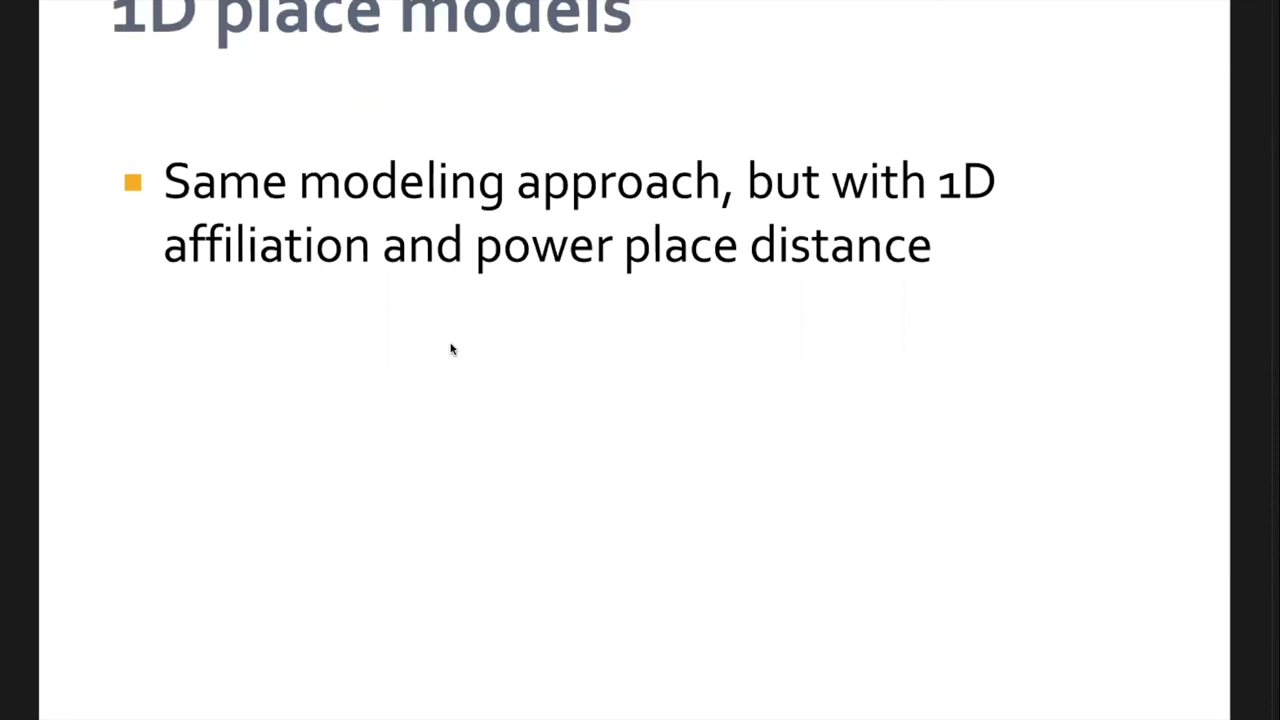 1D place models
Same modeling approach, but with 1D
affiliation and power place distance